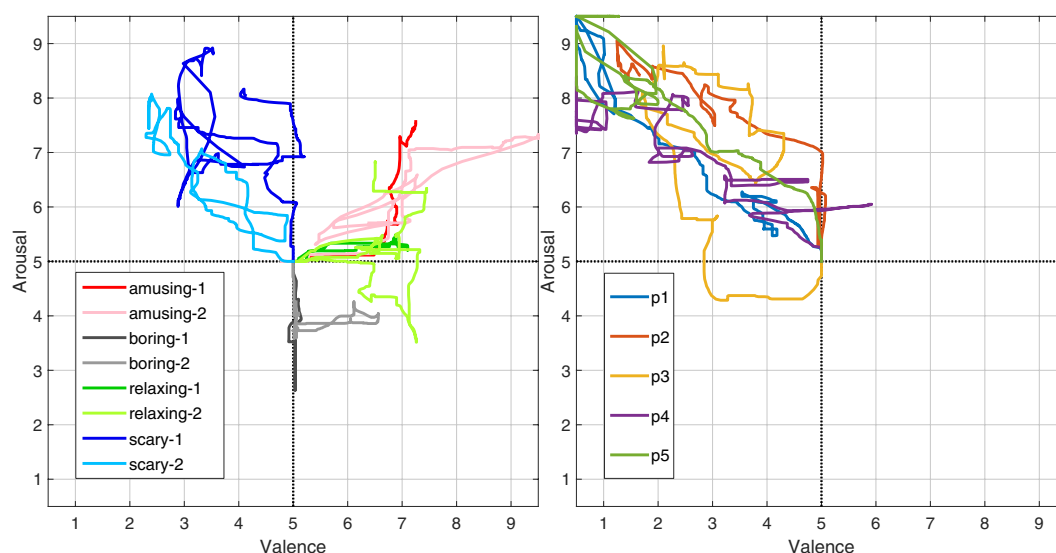 9
8
7
6
5
4
3
2
1
Arousal
amusing-1
amusing-2
boring-1
boring-2
relaxing-1
relaxing-2
scary-1
scary-2
1 2 3 4 5 6 7 8 9
Valence
9
8
7
6
5
4
3
2
1
Arousal
p1
p2
p3
p4
p5
1 2 3 4 5 6 7 8 9
Valence